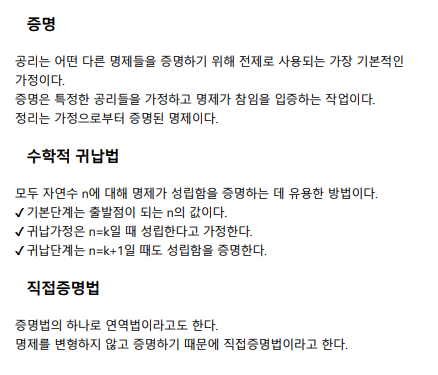 증명
공리는 어떤 다른 명제들을 증명하기 위해 전제로 사용되는 가장 기본적인
가정이다.
증명은 특정한 공리들을 가정하고 명제가 참임을 입증하는 작업이다.
정리는 가정으로부터 증명된 명제이다.
수학적 귀납법
모두 자연수 n에 대해 명제가 성립함을 증명하는 데 유용한 방법이다.
✔ 기본단계는 출발점이 되는 n의 값이다.
✔ 귀납가정은 n=k일 때 성립한다고 가정한다.
✔ 귀납단계는 n=k+1일 때도 성립함을 증명한다.
직접증명법
증명법의 하나로 연역법이라고도 한다.
명제를 변형하지 않고 증명하기 때문에 직접증명법이라고 한다.